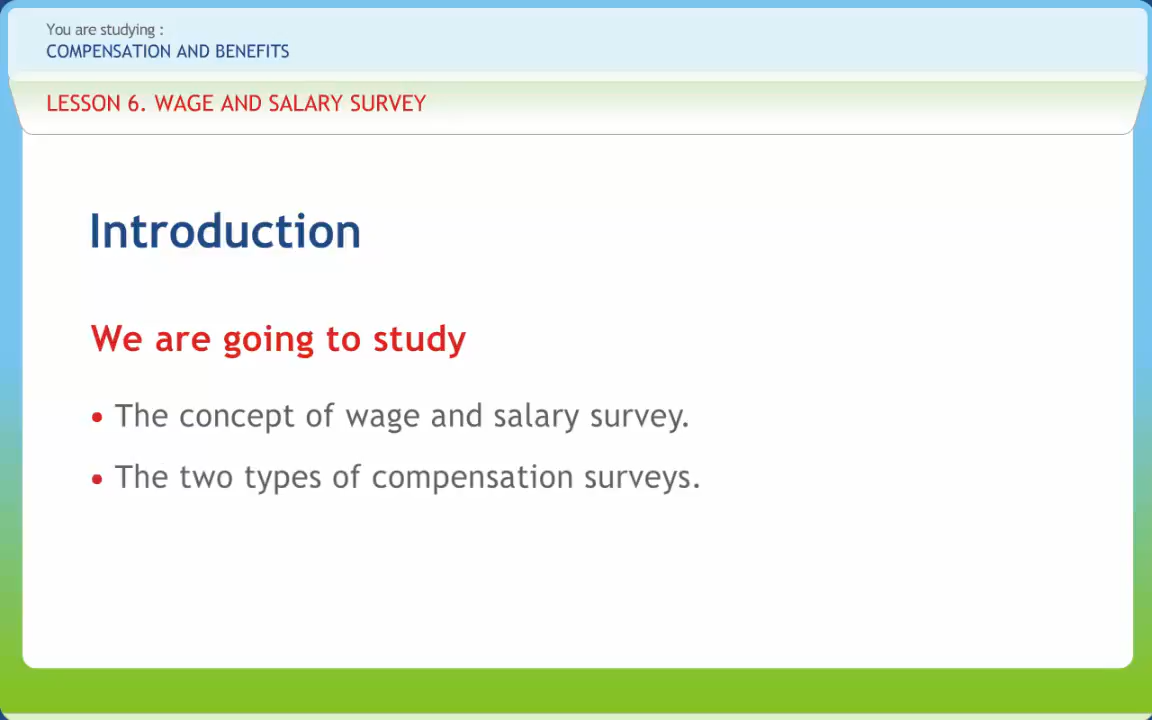 You are studying :
COMPENSATION AND BENEFITS
LESSON 6. WAGE AND SALARY SURVEY
Introduction
We are going to study
• The concept of wage and salary survey.
• The two types of compensation surveys.